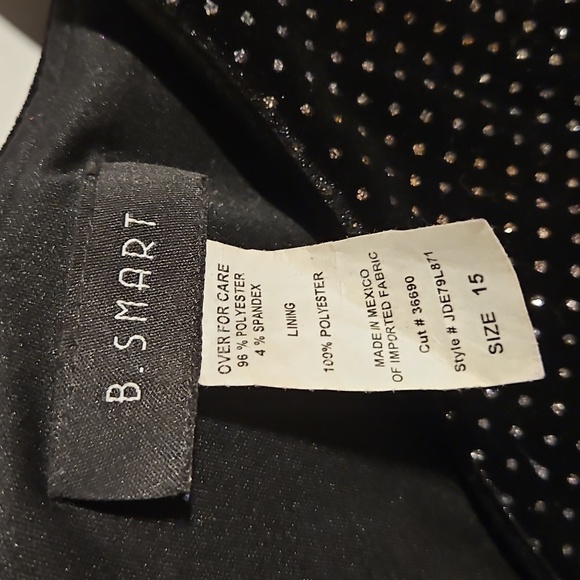 B. SMART
OVER FOR CARE
96 % POLYESTER
4 % SPANDEX
LINING
100% POLYESTER
MADE IN MEXICO
OF IMPORTED FABRIC
Cut # 36690
Style # JDE79L871
SIZE 15